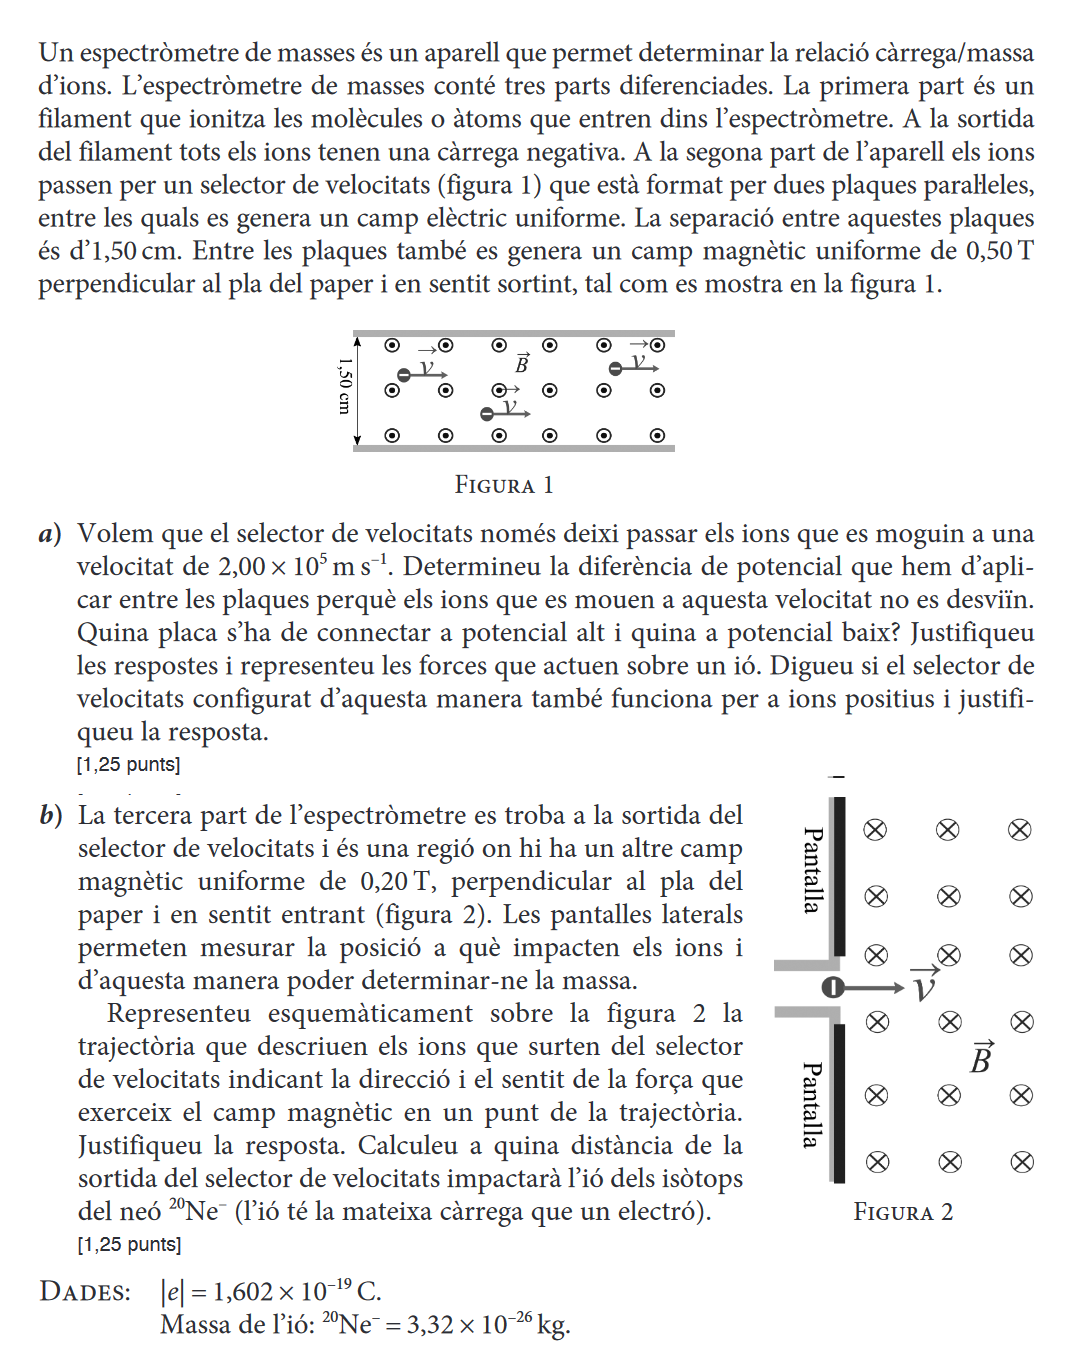 Un espectròmetre de masses és un aparell que permet determinar la relació càrrega/massa
d’ions. L’espectròmetre de masses conté tres parts diferenciades. La primera part és un
filament que ionitza les molècules o àtoms que entren dins l’espectròmetre. A la sortida
del filament tots els ions tenen una càrrega negativa. A la segona part de l’aparell els ions
passen per un selector de velocitats (figura 1) que està format per dues plaques paraŀleles,
entre les quals es genera un camp elèctric uniforme. La separació entre aquestes plaques
és d’1,50 cm. Entre les plaques també es genera un camp magnètic uniforme de 0,50 T
perpendicular al pla del paper i en sentit sortint, tal com es mostra en la figura 1.
1,50 cm
v
B
v
v
FIGURA 1
a) Volem que el selector de velocitats només deixi passar els ions que es moguin a una
velocitat de 2,00 × 10⁵ m s⁻¹. Determineu la diferència de potencial que hem d’apli-
car entre les plaques perquè els ions que es mouen a aquesta velocitat no es desviïn.
Quina placa s’ha de connectar a potencial alt i quina a potencial baix? Justifiqueu
les respostes i representeu les forces que actuen sobre un ió. Digueu si el selector de
velocitats configurat d’aquesta manera també funciona per a ions positius i justifi-
queu la resposta.
[1,25 punts]
b) La tercera part de l’espectròmetre es troba a la sortida del
selector de velocitats i és una regió on hi ha un altre camp
magnètic uniforme de 0,20 T, perpendicular al pla del
paper i en sentit entrant (figura 2). Les pantalles laterals
permeten mesurar la posició a què impacten els ions i
d’aquesta manera poder determinar-ne la massa.
Representeu esquemàticament sobre la figura 2 la
trajectòria que descriuen els ions que surten del selector
de velocitats indicant la direcció i el sentit de la força que
exerceix el camp magnètic en un punt de la trajectòria.
Justifiqueu la resposta. Calculeu a quina distància de la
sortida del selector de velocitats impactarà l’ió dels isòtops
del neó ²⁰Ne⁻ (l’ió té la mateixa càrrega que un electró).
[1,25 punts]
Pantalla
v
B
Pantalla
FIGURA 2
DADES: |e| = 1,602 × 10⁻¹⁹ C.
Massa de l’ió: ²⁰Ne⁻ = 3,32 × 10⁻²⁶ kg.